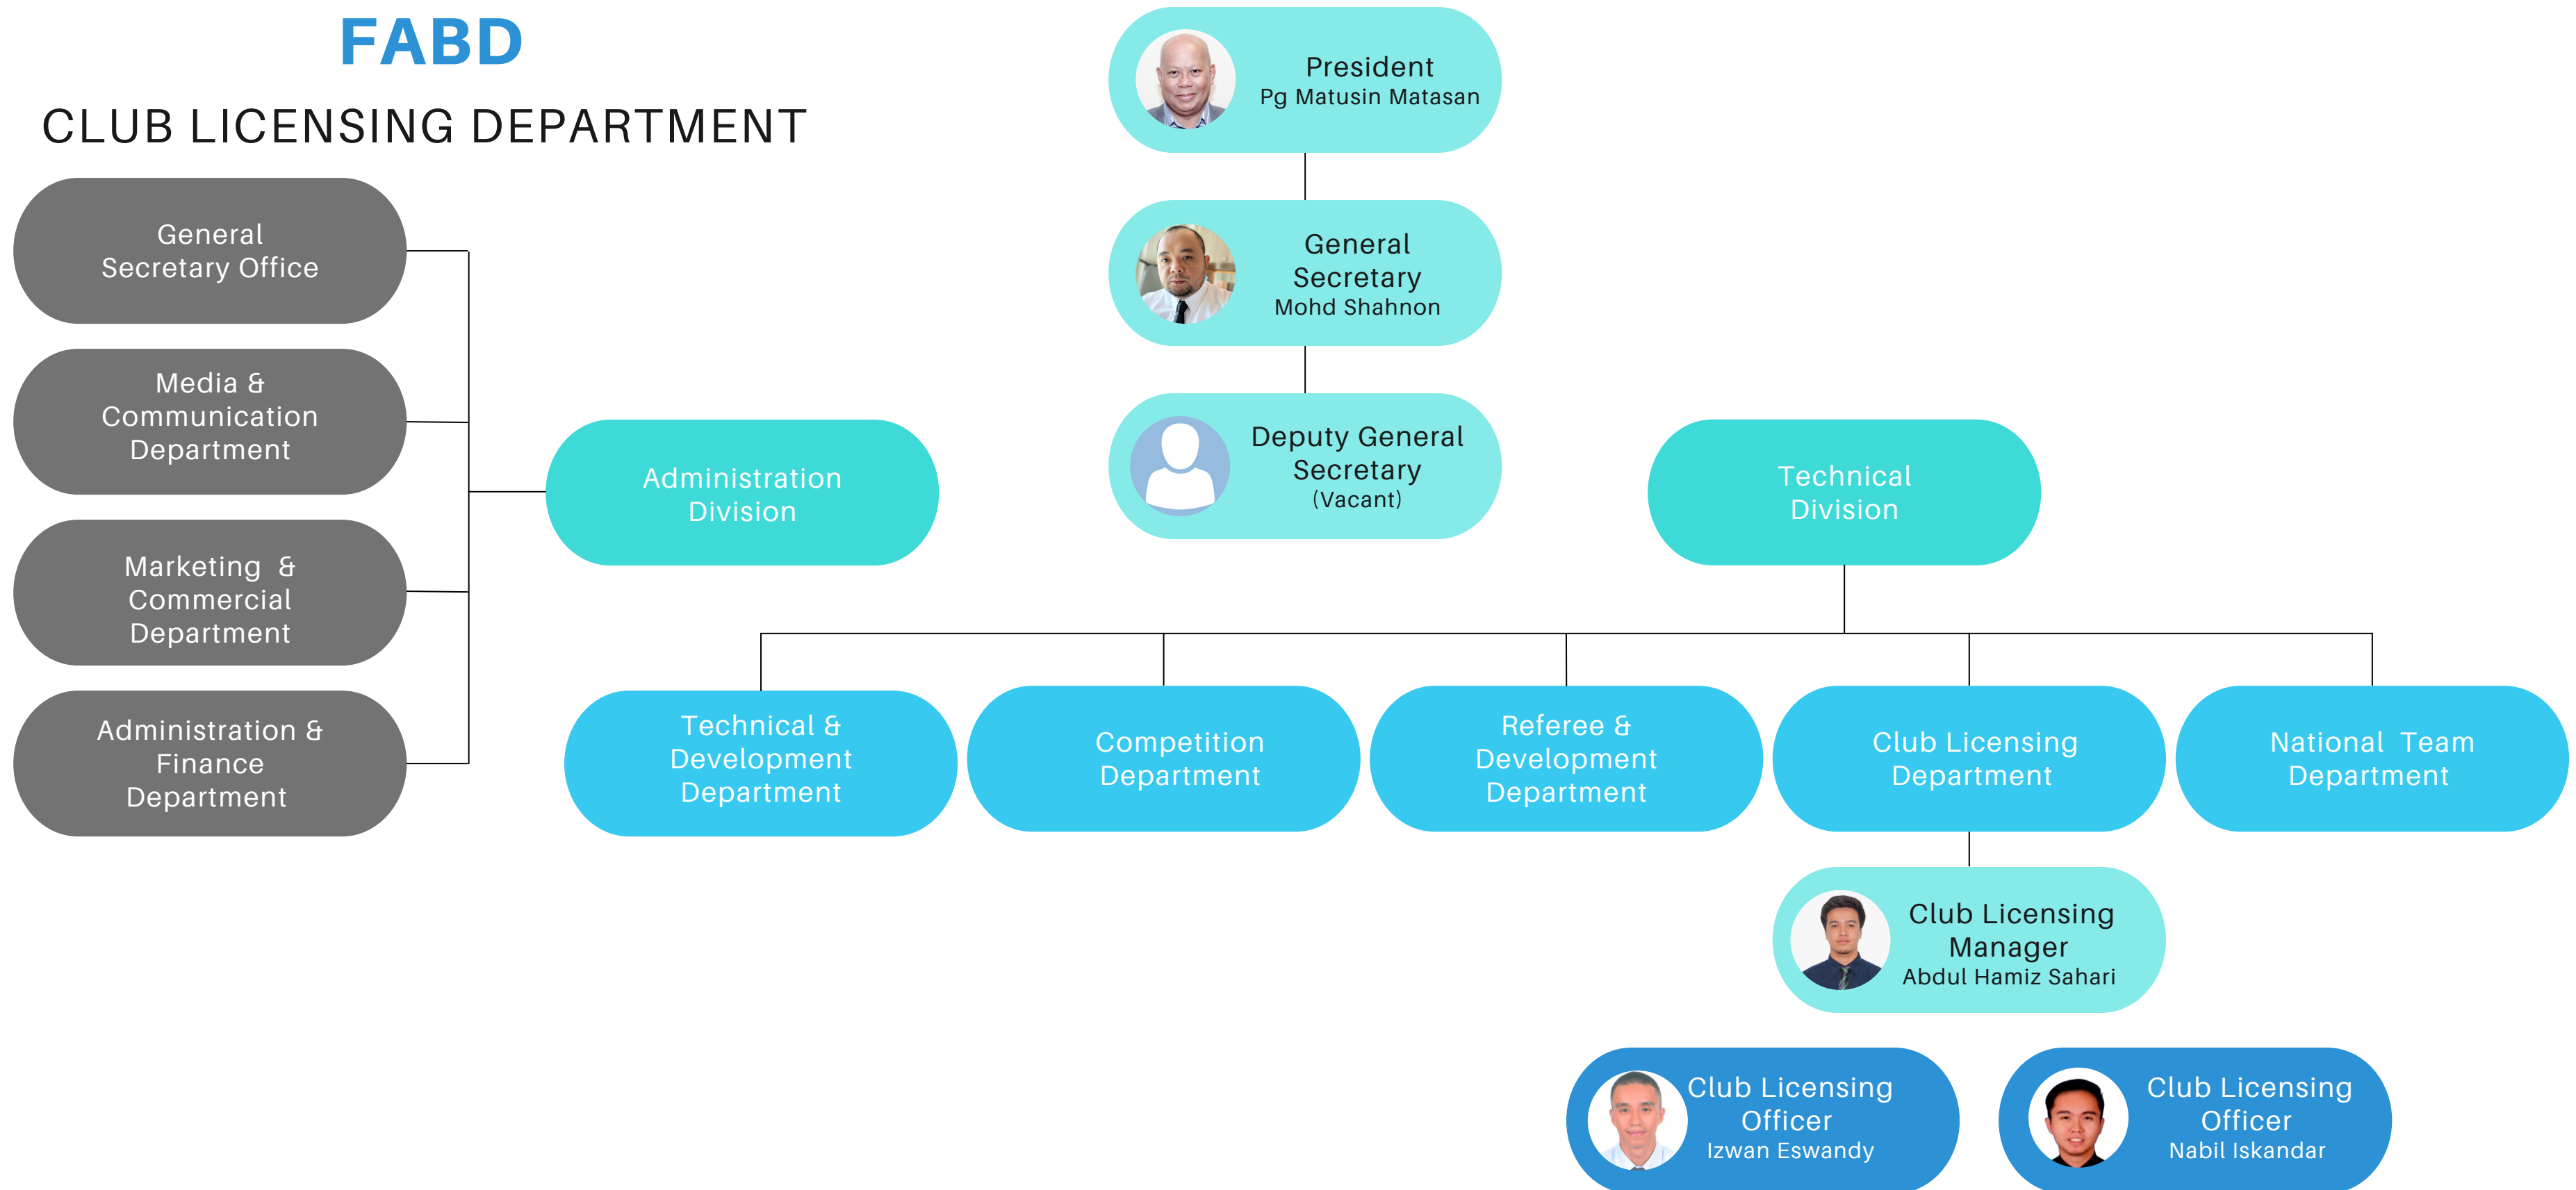 FABD
CLUB LICENSING DEPARTMENT
President
Pg Matusin Matasan
General
Secretary
Mohd Shahnon
Deputy General
Secretary
(Vacant)
General
Secretary Office
Media &
Communication
Department
Marketing  &
Commercial
Department
Administration &
Finance
Department
Administration
Division
Technical
Division
Technical &
Development
Department
Competition
Department
Referee &
Development
Department
Club Licensing
Department
National  Team
Department
Club Licensing
Manager
Abdul Hamiz Sahari
Club Licensing
Officer
Izwan Eswandy
Club Licensing
Officer
Nabil Iskandar